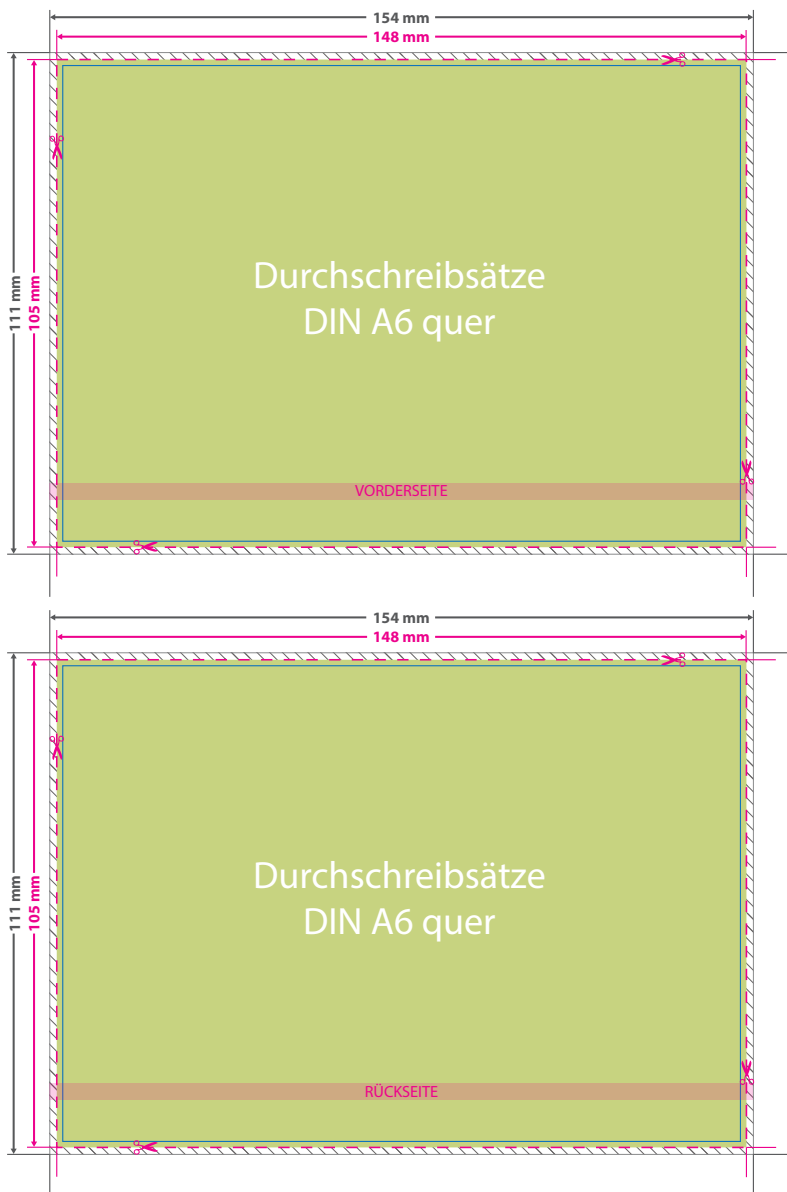 154 mm
148 mm
111 mm
105 mm
Durchschreibsätze
DIN A6 quer
VORDERSEITE
154 mm
148 mm
111 mm
105 mm
Durchschreibsätze
DIN A6 quer
RÜCKSEITE